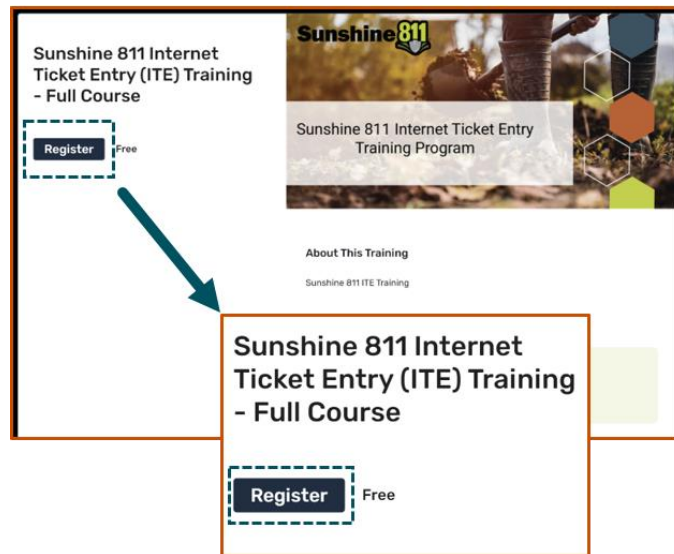 Sunshine 811 Internet
Ticket Entry (ITE) Training
- Full Course
Register Free
Sunshine 811
Sunshine 811 Internet Ticket Entry
Training Program
About This Training
Sunshine 811 ITE Training
Sunshine 811 Internet
Ticket Entry (ITE) Training
- Full Course
Register Free